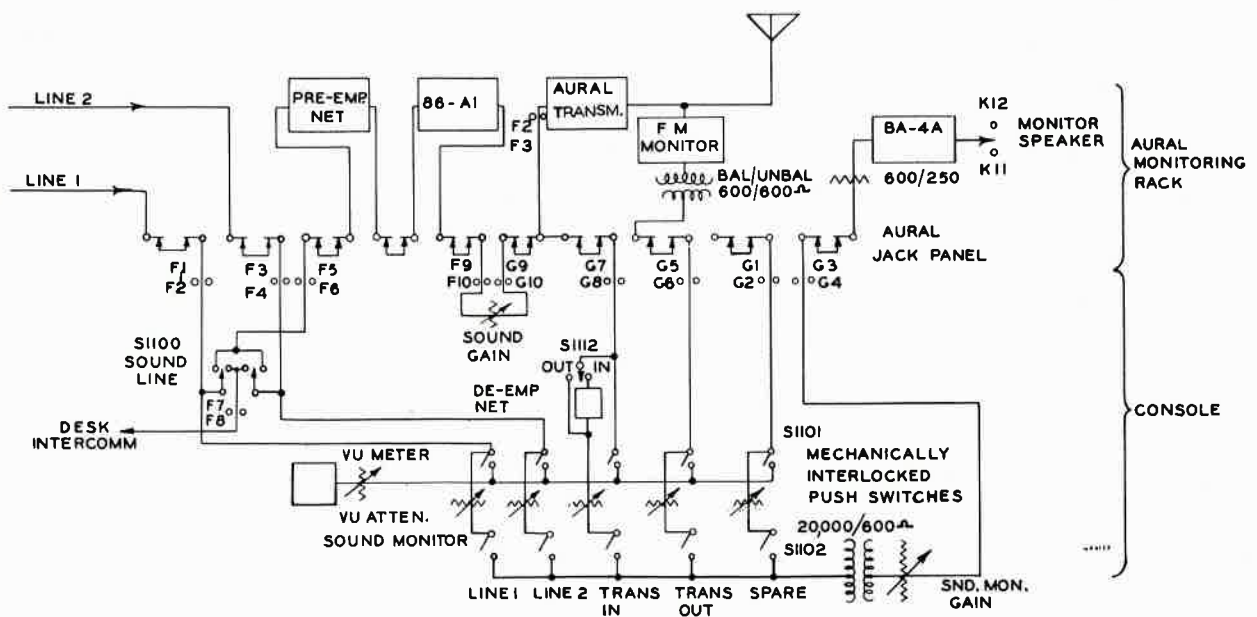 LINE 2
LINE 1
PRE-EMP.
NET
86-A1
AURAL
TRANSM.
F2
F3
F M
MONITOR
BAL/UNBAL
600/600Ω
BA-4A
600/250
K12
K11
MONITOR
SPEAKER
AURAL
MONITORING
RACK
AURAL
JACK PANEL
F1
F2
F3
F4
F5
F6
F9
F10
G9
G10
G7
G8
G5
G6
G1
G2
G3
G4
SOUND
GAIN
S1100
SOUND
LINE
F7
F8
DESK
INTERCOMM
S1112
OUT
IN
DE-EMP
NET
CONSOLE
VU METER
VU ATTEN.
SOUND MONITOR
S1101
MECHANICALLY
INTERLOCKED
PUSH SWITCHES
20,000/600Ω
S1102
LINE 1
LINE 2
TRANS
IN
TRANS
OUT
SPARE
SND. MON.
GAIN